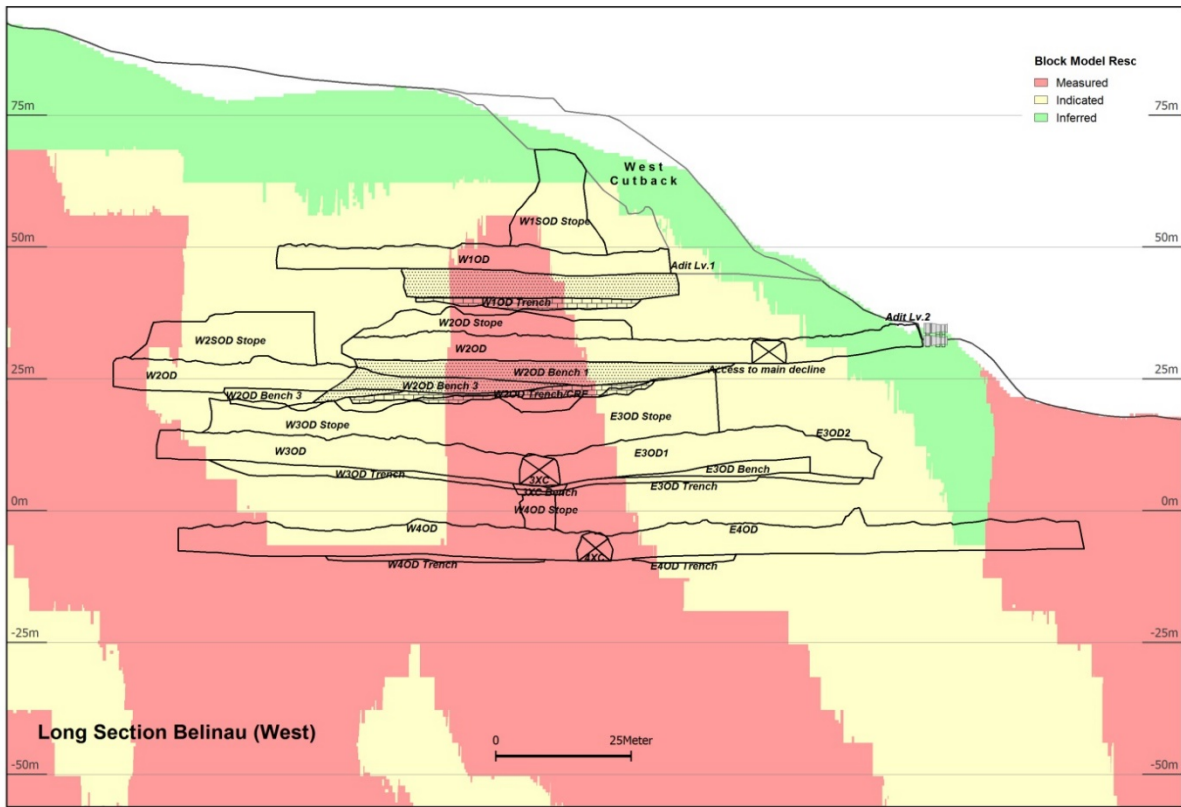 Block Model Resc
Measured
Indicated
Inferred
75m
75m
West
Cutback
W1SOD Stope
50m
50m
W1OD
Adit Lv.1
W1OD Trench
W2OD Stope
Adit Lv.2
W2SOD Stope
W2OD
Access to main decline
25m
25m
W2OD
W2OD Bench 1
W2OD Bench 3
W2OD Bench 3
W2OD Trench/CRF
W3OD Stope
E3OD Stope
E3OD2
W3OD
E3OD1
W3OD Trench
3XC
E3OD Bench
E3OD Trench
3XC Bench
0m
0m
W4OD Stope
W4OD
E4OD
4XC
W4OD Trench
E4OD Trench
-25m
-25m
Long Section Belinau (West)
0
25Meter
-50m
-50m